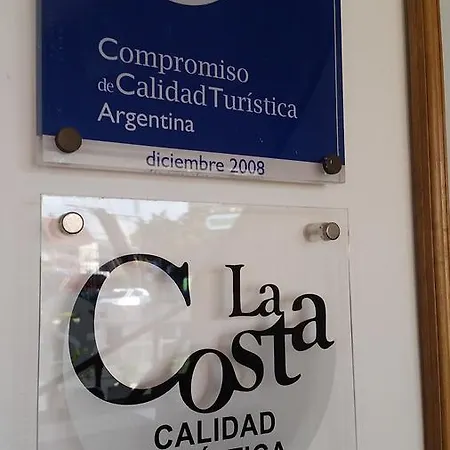 Compromiso
de Calidad Turística
Argentina
diciembre 2008
La
Costa
CALIDAD